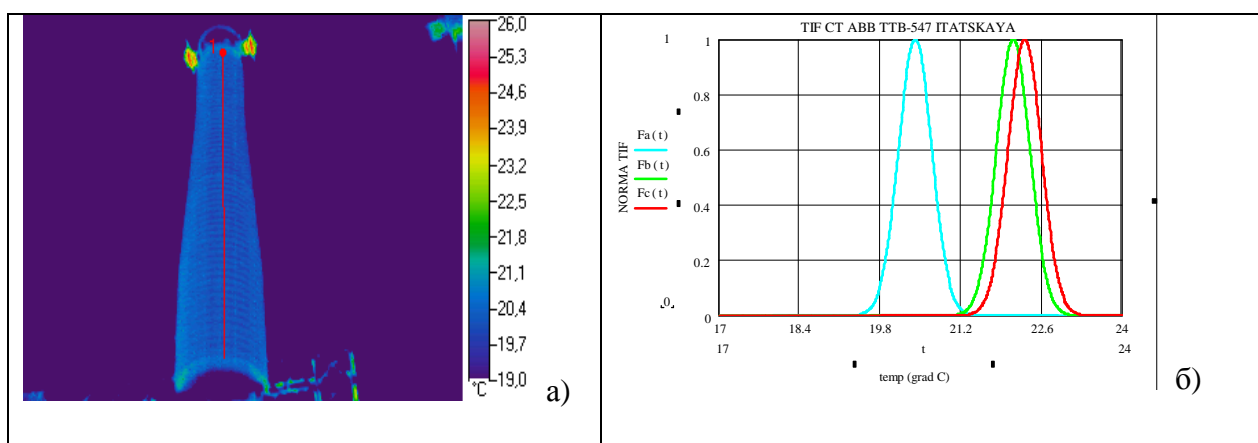 26,0
25,3
24,6
23,9
23,2
22,5
21,8
21,1
20,4
19,7
19,0
°C
а)
TIF CT ABB TTB-547 ITATSKAYA
1
1
0.8
0.6
0.4
0.2
0
0
NORMA TIF
Fa ( t )
Fb ( t )
Fc ( t )
17 18.4 19.8 21.2 22.6 24
17 t 24
temp (grad C)
б)